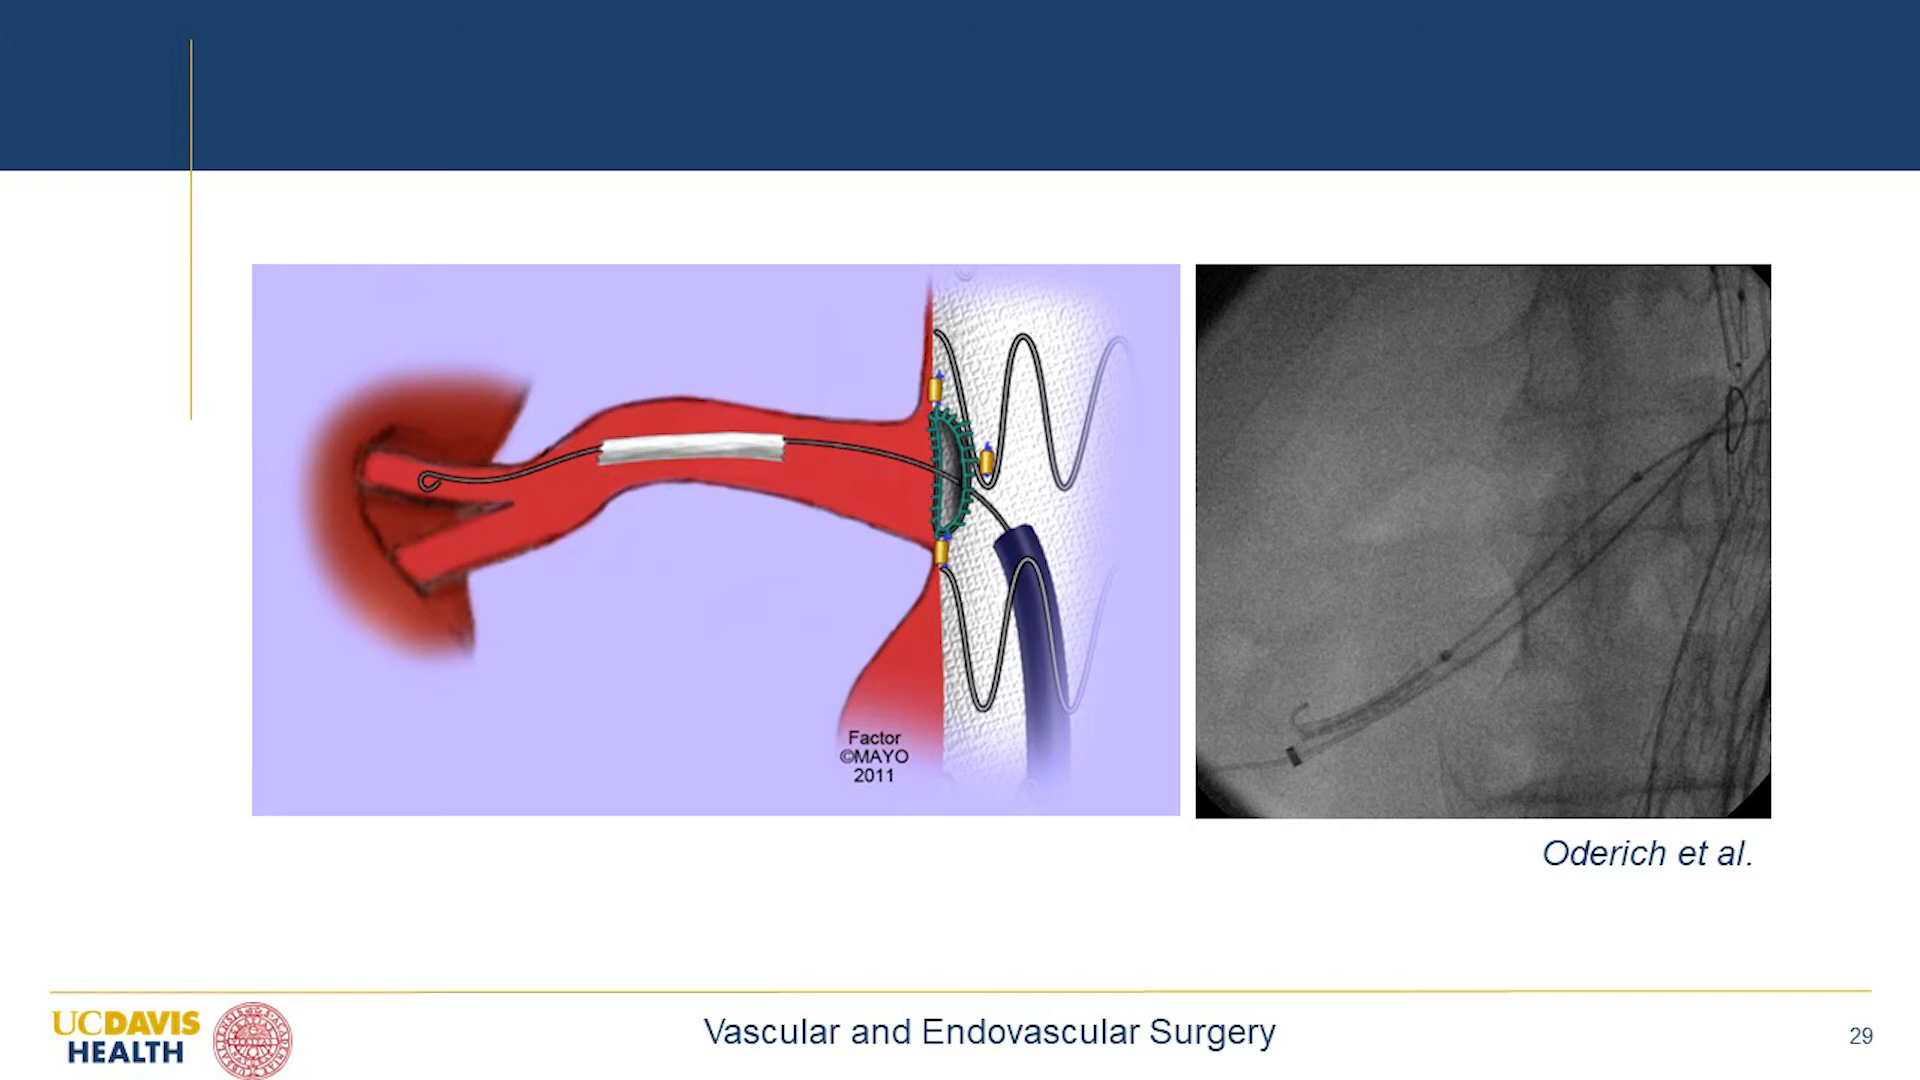 Factor
©MAYO
2011
Oderich et al.
UCDAVIS
HEALTH
Vascular and Endovascular Surgery
29